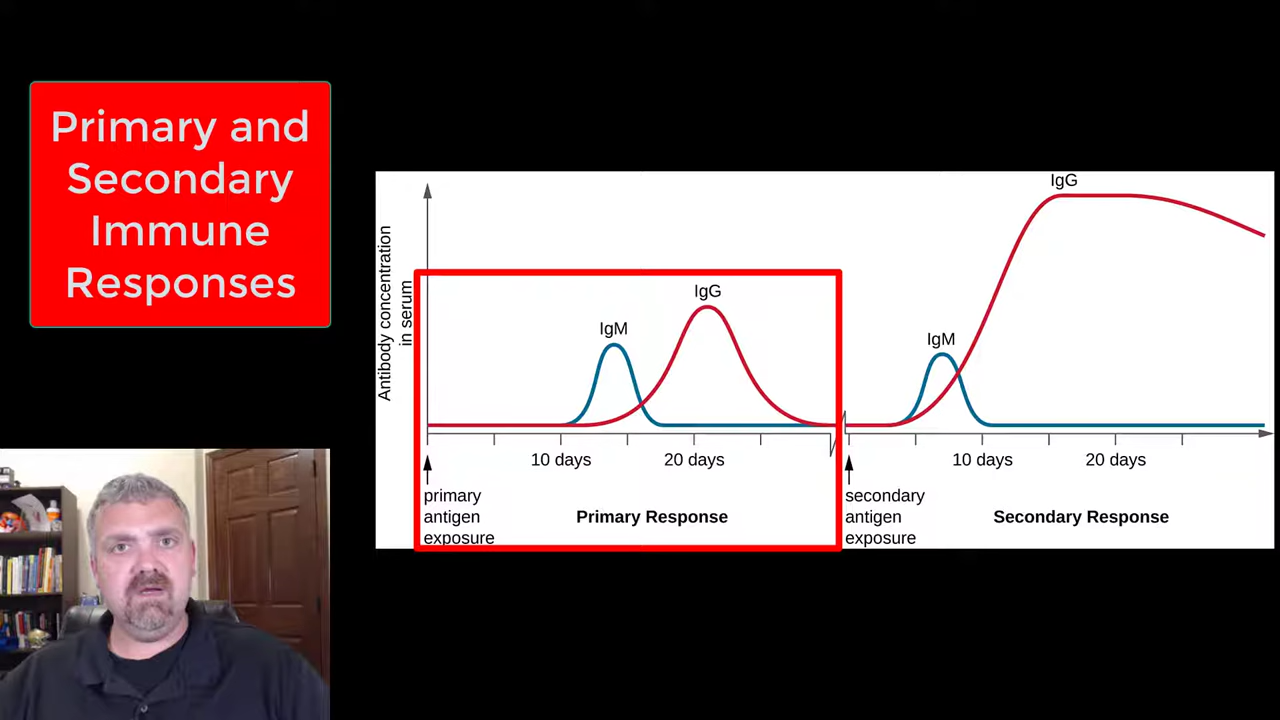 Primary and
Secondary
Immune
Responses
Antibody concentration
in serum
IgM
IgG
10 days
20 days
primary
antigen
exposure
Primary Response
IgM
IgG
10 days
20 days
secondary
antigen
exposure
Secondary Response